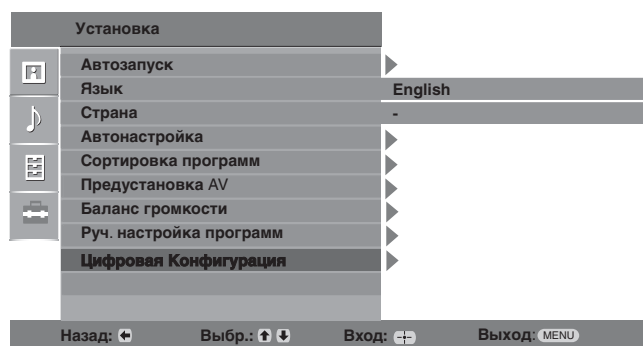 Установка
Автозапуск
Язык English
Страна -
Автонастройка
Сортировка программ
Предустановка AV
Баланс громкости
Руч. настройка программ
Цифровая Конфигурация
Назад: Выбр.: Вход: Выход: MENU